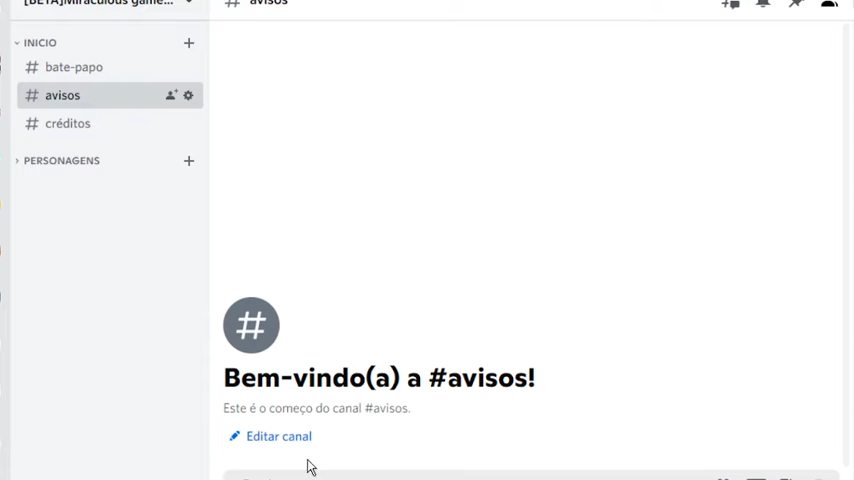 [BETA]Miraculous game...
avisos
INICIO
bate-papo
avisos
créditos
PERSONAGENS
Bem-vindo(a) a #avisos!
Este é o começo do canal #avisos.
Editar canal